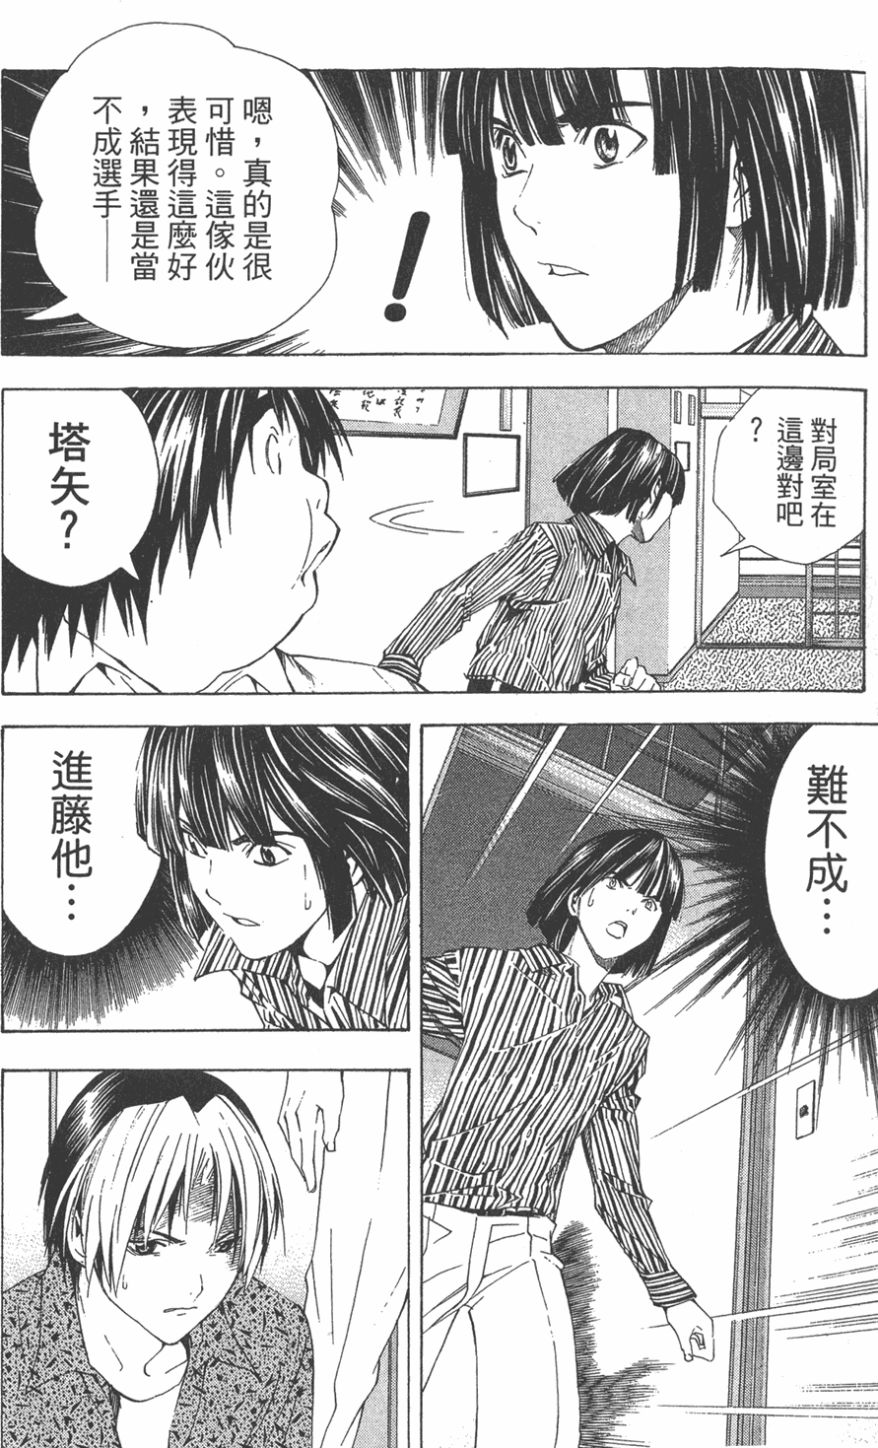 嗯，真的是很
可惜。這傢伙
表現得這麼好
，結果還是當
不成選手——
！
對局室在
這邊對吧
？
塔矢？
難不成…
進藤他…